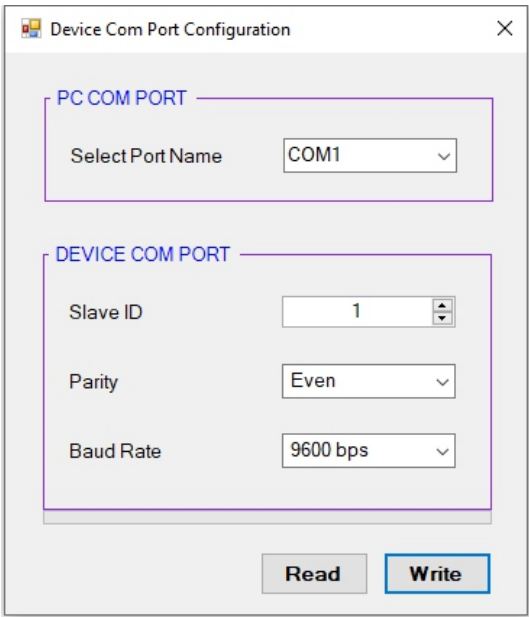 Device Com Port Configuration
PC COM PORT
Select Port Name COM1
DEVICE COM PORT
Slave ID 1
Parity Even
Baud Rate 9600 bps
Read Write